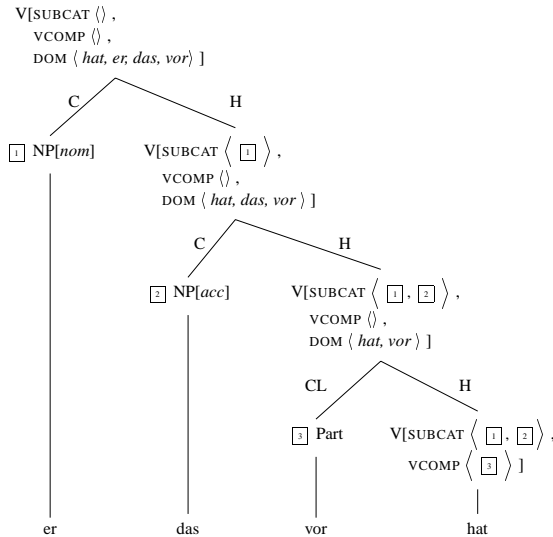 V[SUBCAT ⟨⟩ ,
VCOMP ⟨⟩ ,
DOM ⟨ hat, er, das, vor⟩ ]
C H
1 NP[nom] V[SUBCAT ⟨ 1 ⟩ ,
VCOMP ⟨⟩ ,
DOM ⟨ hat, das, vor ⟩ ]
C H
2 NP[acc] V[SUBCAT ⟨ 1 , 2 ⟩ ,
VCOMP ⟨⟩ ,
DOM ⟨ hat, vor ⟩ ]
CL H
3 Part V[SUBCAT ⟨ 1 , 2 ⟩ ,
VCOMP ⟨ 3 ⟩ ]
er das vor hat